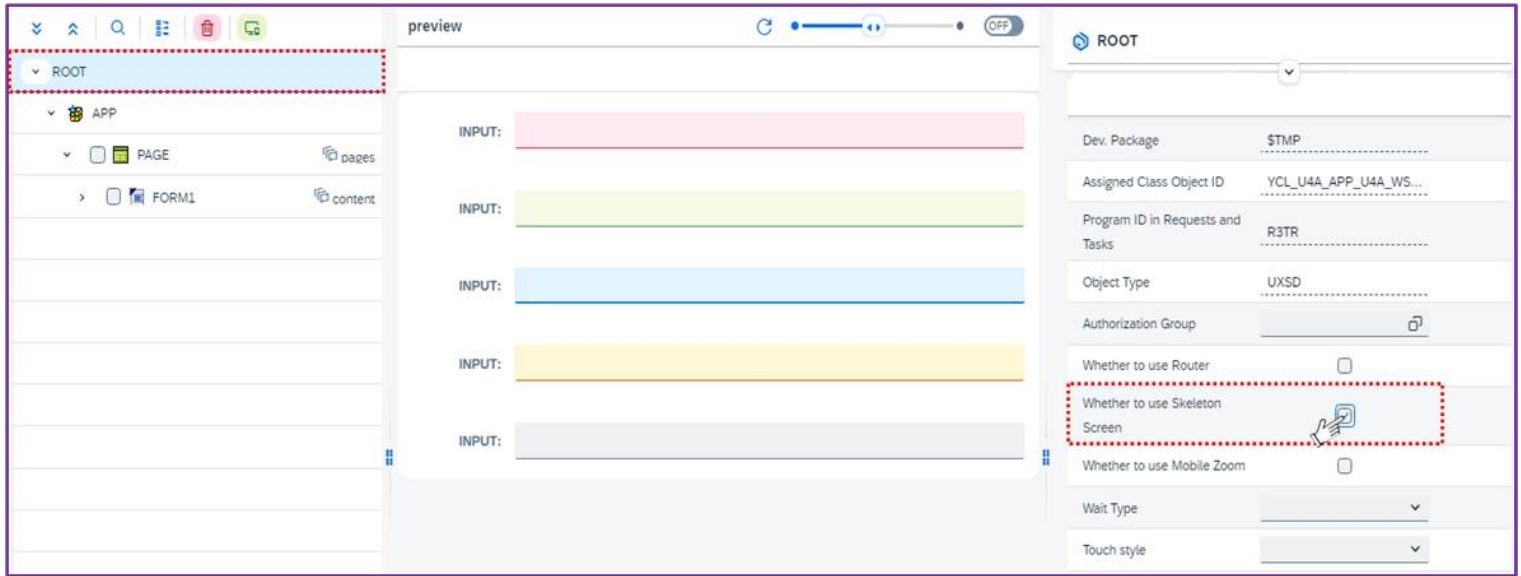 preview
OFF
ROOT
ROOT
APP
PAGE
pages
FORM1
content
INPUT:
INPUT:
INPUT:
INPUT:
INPUT:
Dev. Package
$TMP
Assigned Class Object ID
YCL_U4A_APP_U4A_WS...
Program ID in Requests and
Tasks
R3TR
Object Type
UXSD
Authorization Group
Whether to use Router
Whether to use Skeleton
Screen
Whether to use Mobile Zoom
Wait Type
Touch style